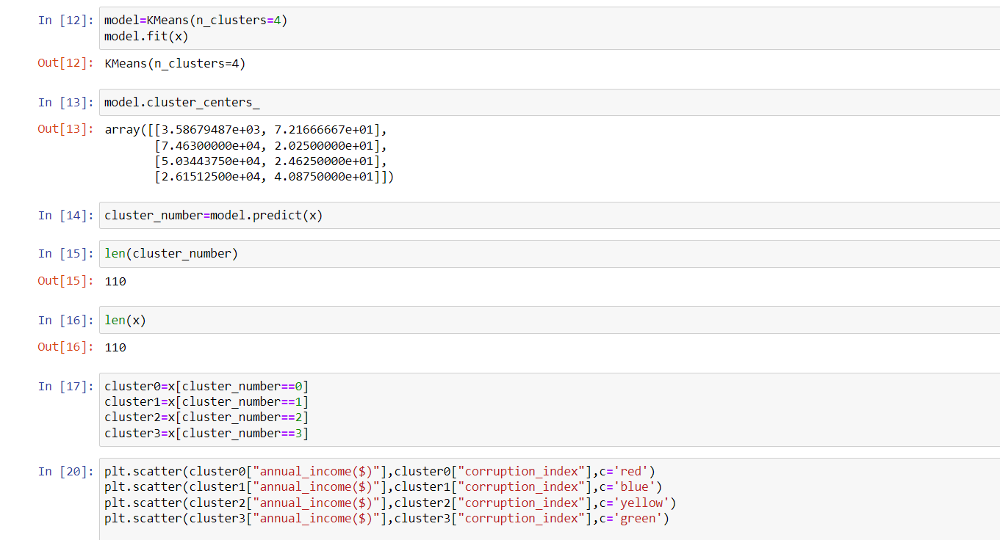 In [12]: model=KMeans(n_clusters=4)
model.fit(x)
Out[12]: KMeans(n_clusters=4)
In [13]: model.cluster_centers_
Out[13]: array([[3.58679487e+03, 7.21666667e+01],
[7.46300000e+04, 2.02500000e+01],
[5.03443750e+04, 2.46250000e+01],
[2.61512500e+04, 4.08750000e+01]])
In [14]: cluster_number=model.predict(x)
In [15]: len(cluster_number)
Out[15]: 110
In [16]: len(x)
Out[16]: 110
In [17]: cluster0=x[cluster_number==0]
cluster1=x[cluster_number==1]
cluster2=x[cluster_number==2]
cluster3=x[cluster_number==3]
In [20]: plt.scatter(cluster0["annual_income($)"],cluster0["corruption_index"],c='red')
plt.scatter(cluster1["annual_income($)"],cluster1["corruption_index"],c='blue')
plt.scatter(cluster2["annual_income($)"],cluster2["corruption_index"],c='yellow')
plt.scatter(cluster3["annual_income($)"],cluster3["corruption_index"],c='green')